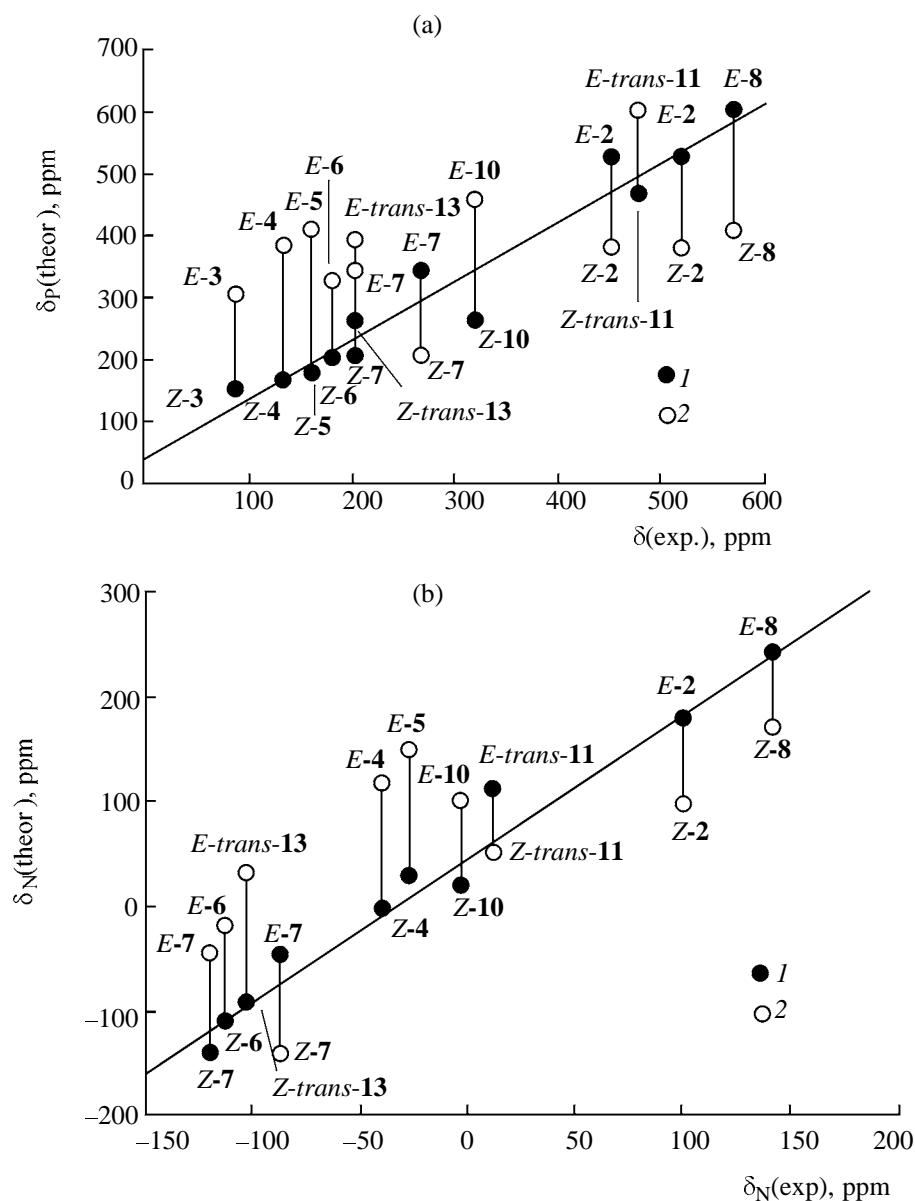 (a)
700
600
500
400
300
200
100
0
δP(theor), ppm
E-trans-11
E-8
E-2
E-2
E-6
E-10
E-5
E-trans-13
E-4
E-7
E-3
E-7
Z-2
Z-2
Z-8
Z-trans-11
Z-10
Z-3
Z-4
Z-6
Z-7
Z-7
Z-5
Z-trans-13
1
2
100
200
300
400
500
600
δ(exp.), ppm
(b)
300
200
100
0
–100
–200
δN(theor), ppm
E-8
E-2
Z-8
E-5
E-4
E-10
E-trans-11
Z-2
Z-trans-11
E-trans-13
Z-10
Z-4
E-6
E-7
E-7
Z-6
Z-7
Z-7
Z-trans-13
1
2
–150
–100
–50
0
50
100
150
200
δN(exp), ppm